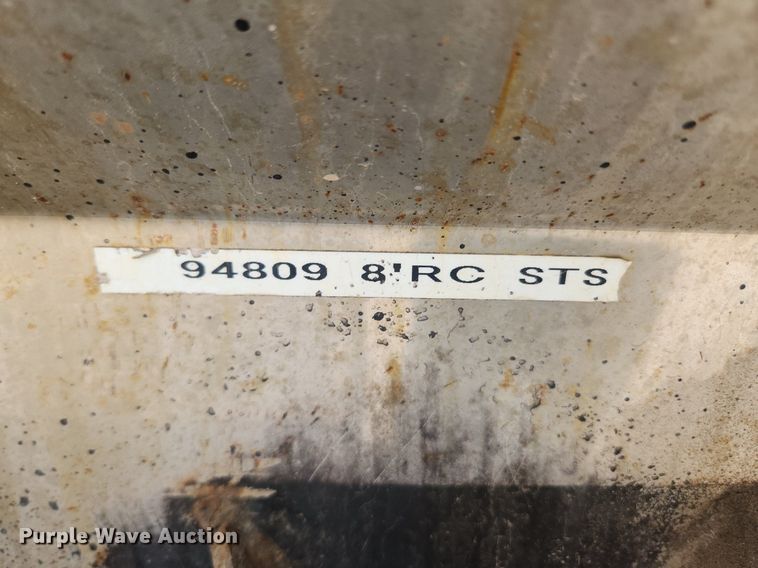 94809 8'RC STS
Purple Wave Auction